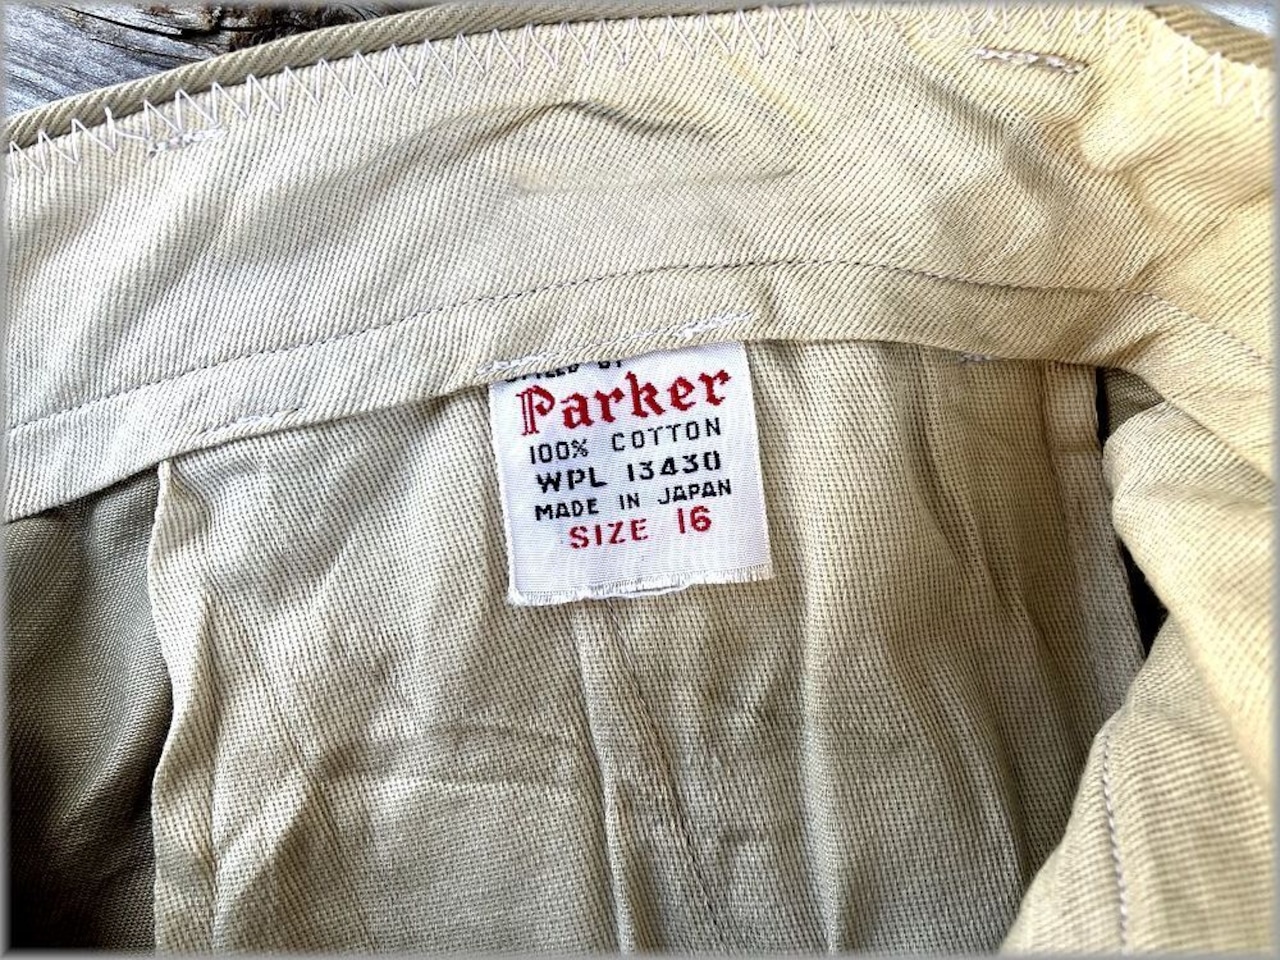 Parker
100% COTTON
WPL 13430
MADE IN JAPAN
SIZE 16